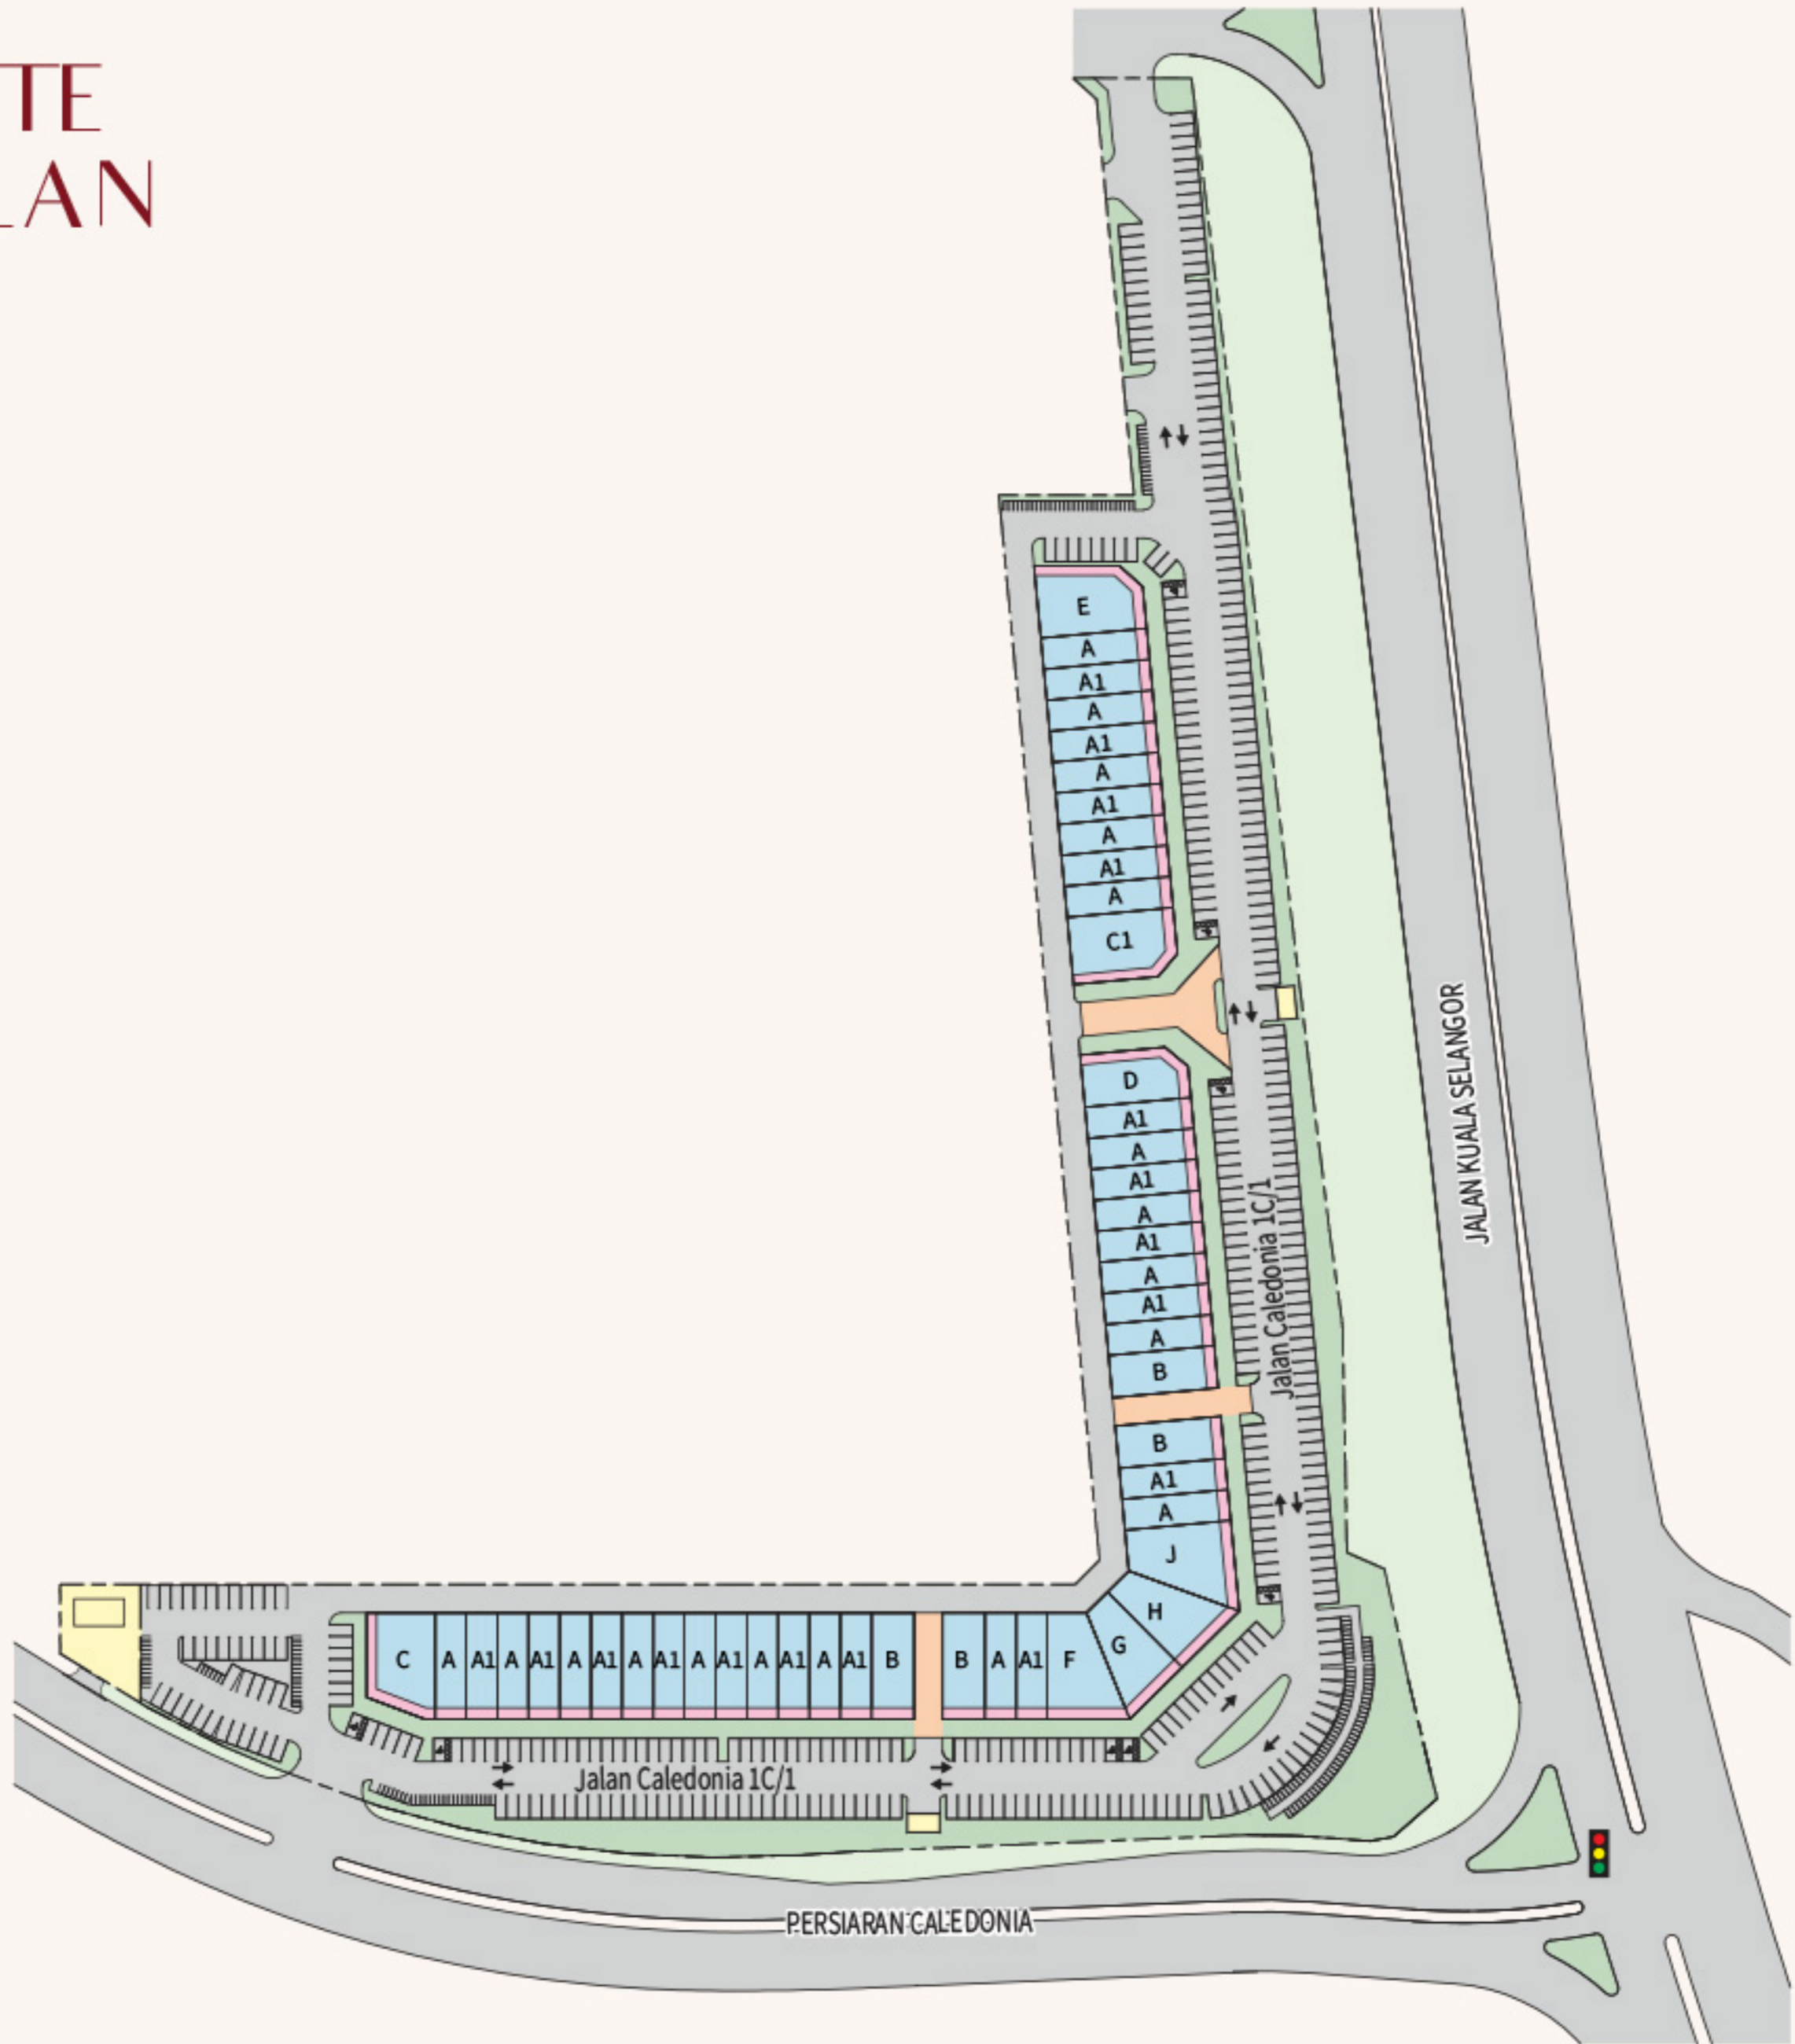 TE
LAN
E
A
A1
A
A1
A
A1
A
A1
A
C1
D
A1
A
A1
A
A1
A
A1
A
B
B
A1
A
J
H
G
C A A1 A A1 A A1 A A1 A A1 A A1 A A1 B B A A1 F
JALAN KUALA SELANGOR
Jalan Caledonia 1C/1
Jalan Caledonia 1C/1
PERSIARAN CALEDONIA